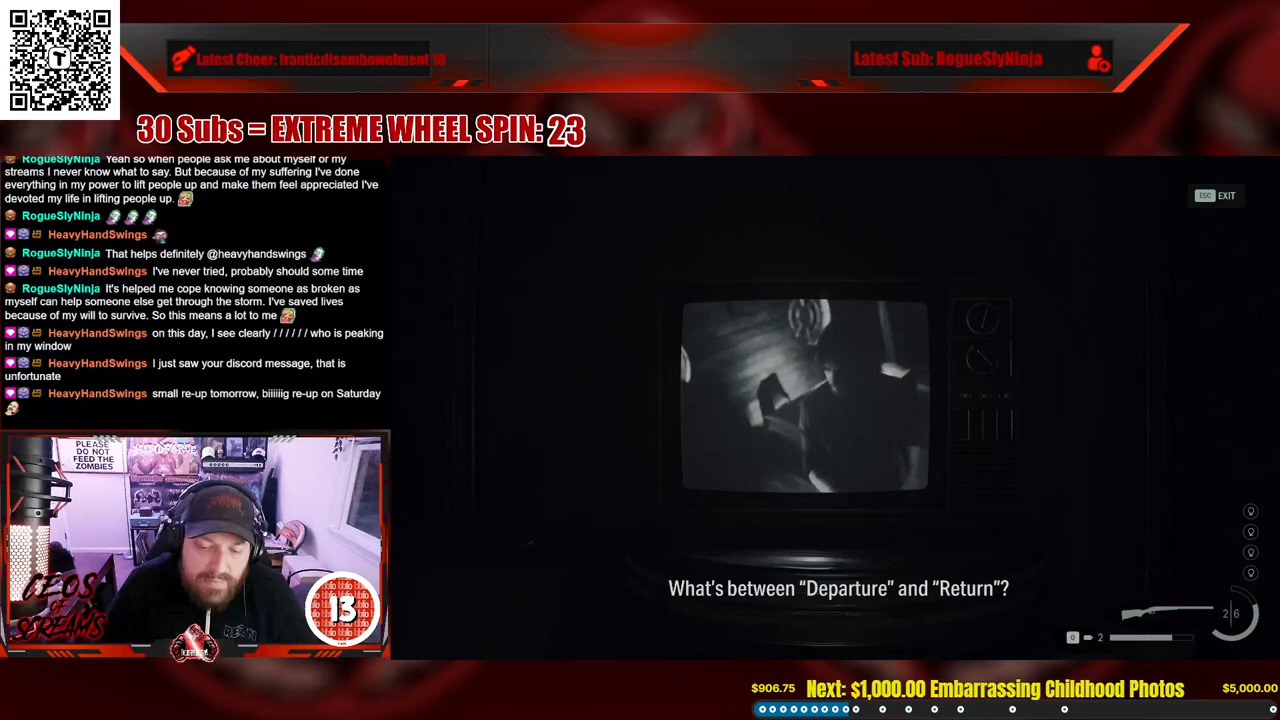 Latest Cheer: franticdisembowelment 10
Latest Sub: RogueSlyNinja
30 Subs = EXTREME WHEEL SPIN: 23
RogueSlyNinja Yeah so when people ask me about myself or my
streams I never know what to say. But because of my suffering I've done
everything in my power to lift people up and make them feel appreciated I've
devoted my life in lifting people up.
RogueSlyNinja
HeavyHandSwings
RogueSlyNinja That helps definitely @heavyhandswings
HeavyHandSwings I've never tried, probably should some time
RogueSlyNinja It's helped me cope knowing someone as broken as
myself can help someone else get through the storm. I've saved lives
because of my will to survive. So this means a lot to me
HeavyHandSwings on this day, I see clearly / / / / / / who is peaking
in my window
HeavyHandSwings I just saw your discord message, that is
unfortunate
HeavyHandSwings small re-up tomorrow, biiiiiig re-up on Saturday
ESC EXIT
What's between “Departure” and “Return”?
2|6
Q 2
PLEASE
DO NOT
FEED THE
ZOMBIES
CEOS
OF
SCREAMS
13
$906.75 Next: $1,000.00 Embarrassing Childhood Photos $5,000.00